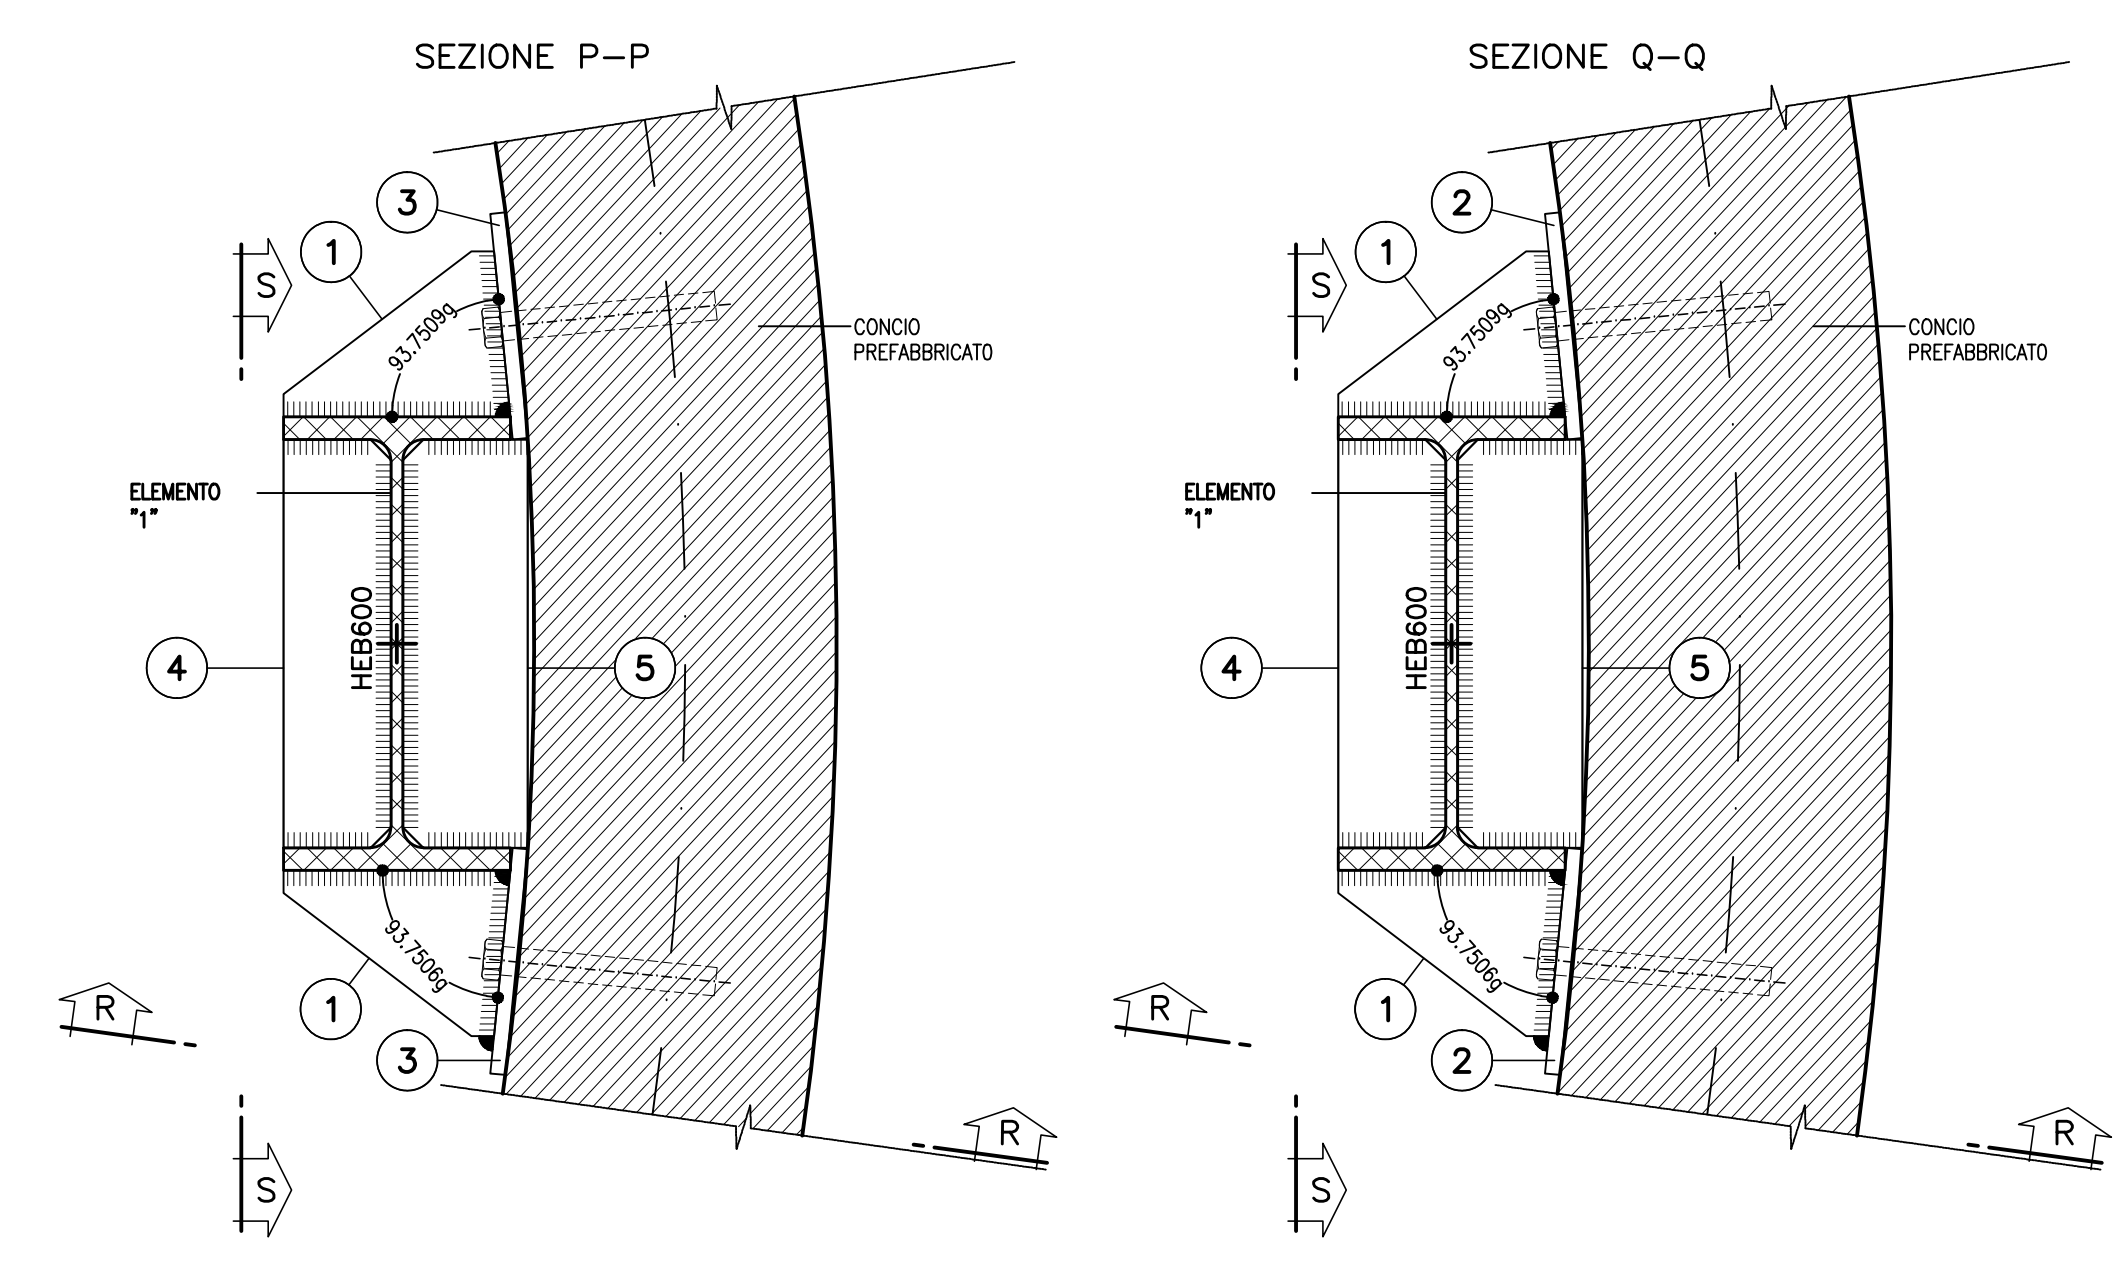 SEZIONE P-P
3
1
S
93.7509g
CONCIO
PREFABBRICATO
ELEMENTO
"1"
HEB600
4
5
93.7506g
R
1
3
R
S
SEZIONE Q-Q
2
1
S
93.7509g
CONCIO
PREFABBRICATO
ELEMENTO
"1"
HEB600
4
5
93.7506g
R
1
2
R
S